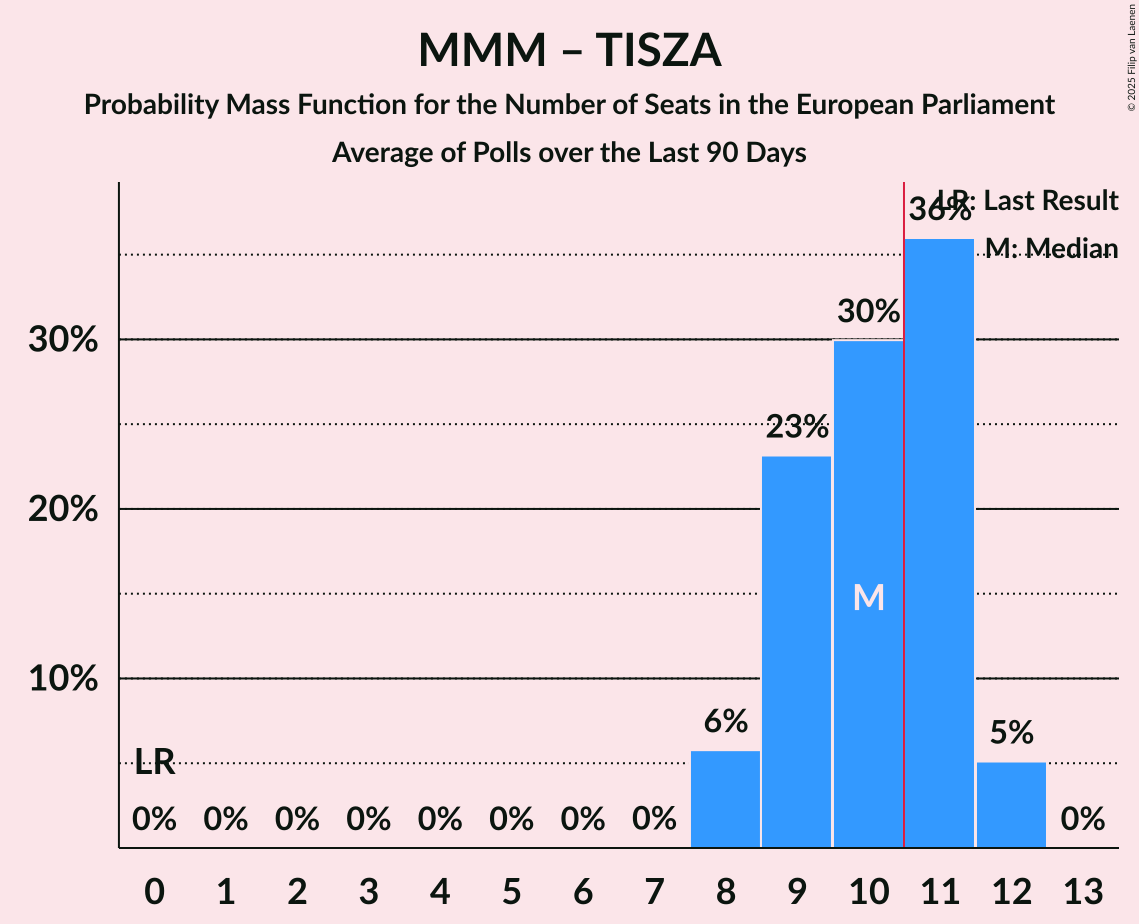 MMM – TISZA
Probability Mass Function for the Number of Seats in the European Parliament
Average of Polls over the Last 90 Days
© 2025 Filip van Laenen
LR: Last Result
M: Median
36%
30%
30%
23%
20%
M
10%
6%
5%
LR
0% 0% 0% 0% 0% 0% 0% 0% 0%
0 1 2 3 4 5 6 7 8 9 10 11 12 13